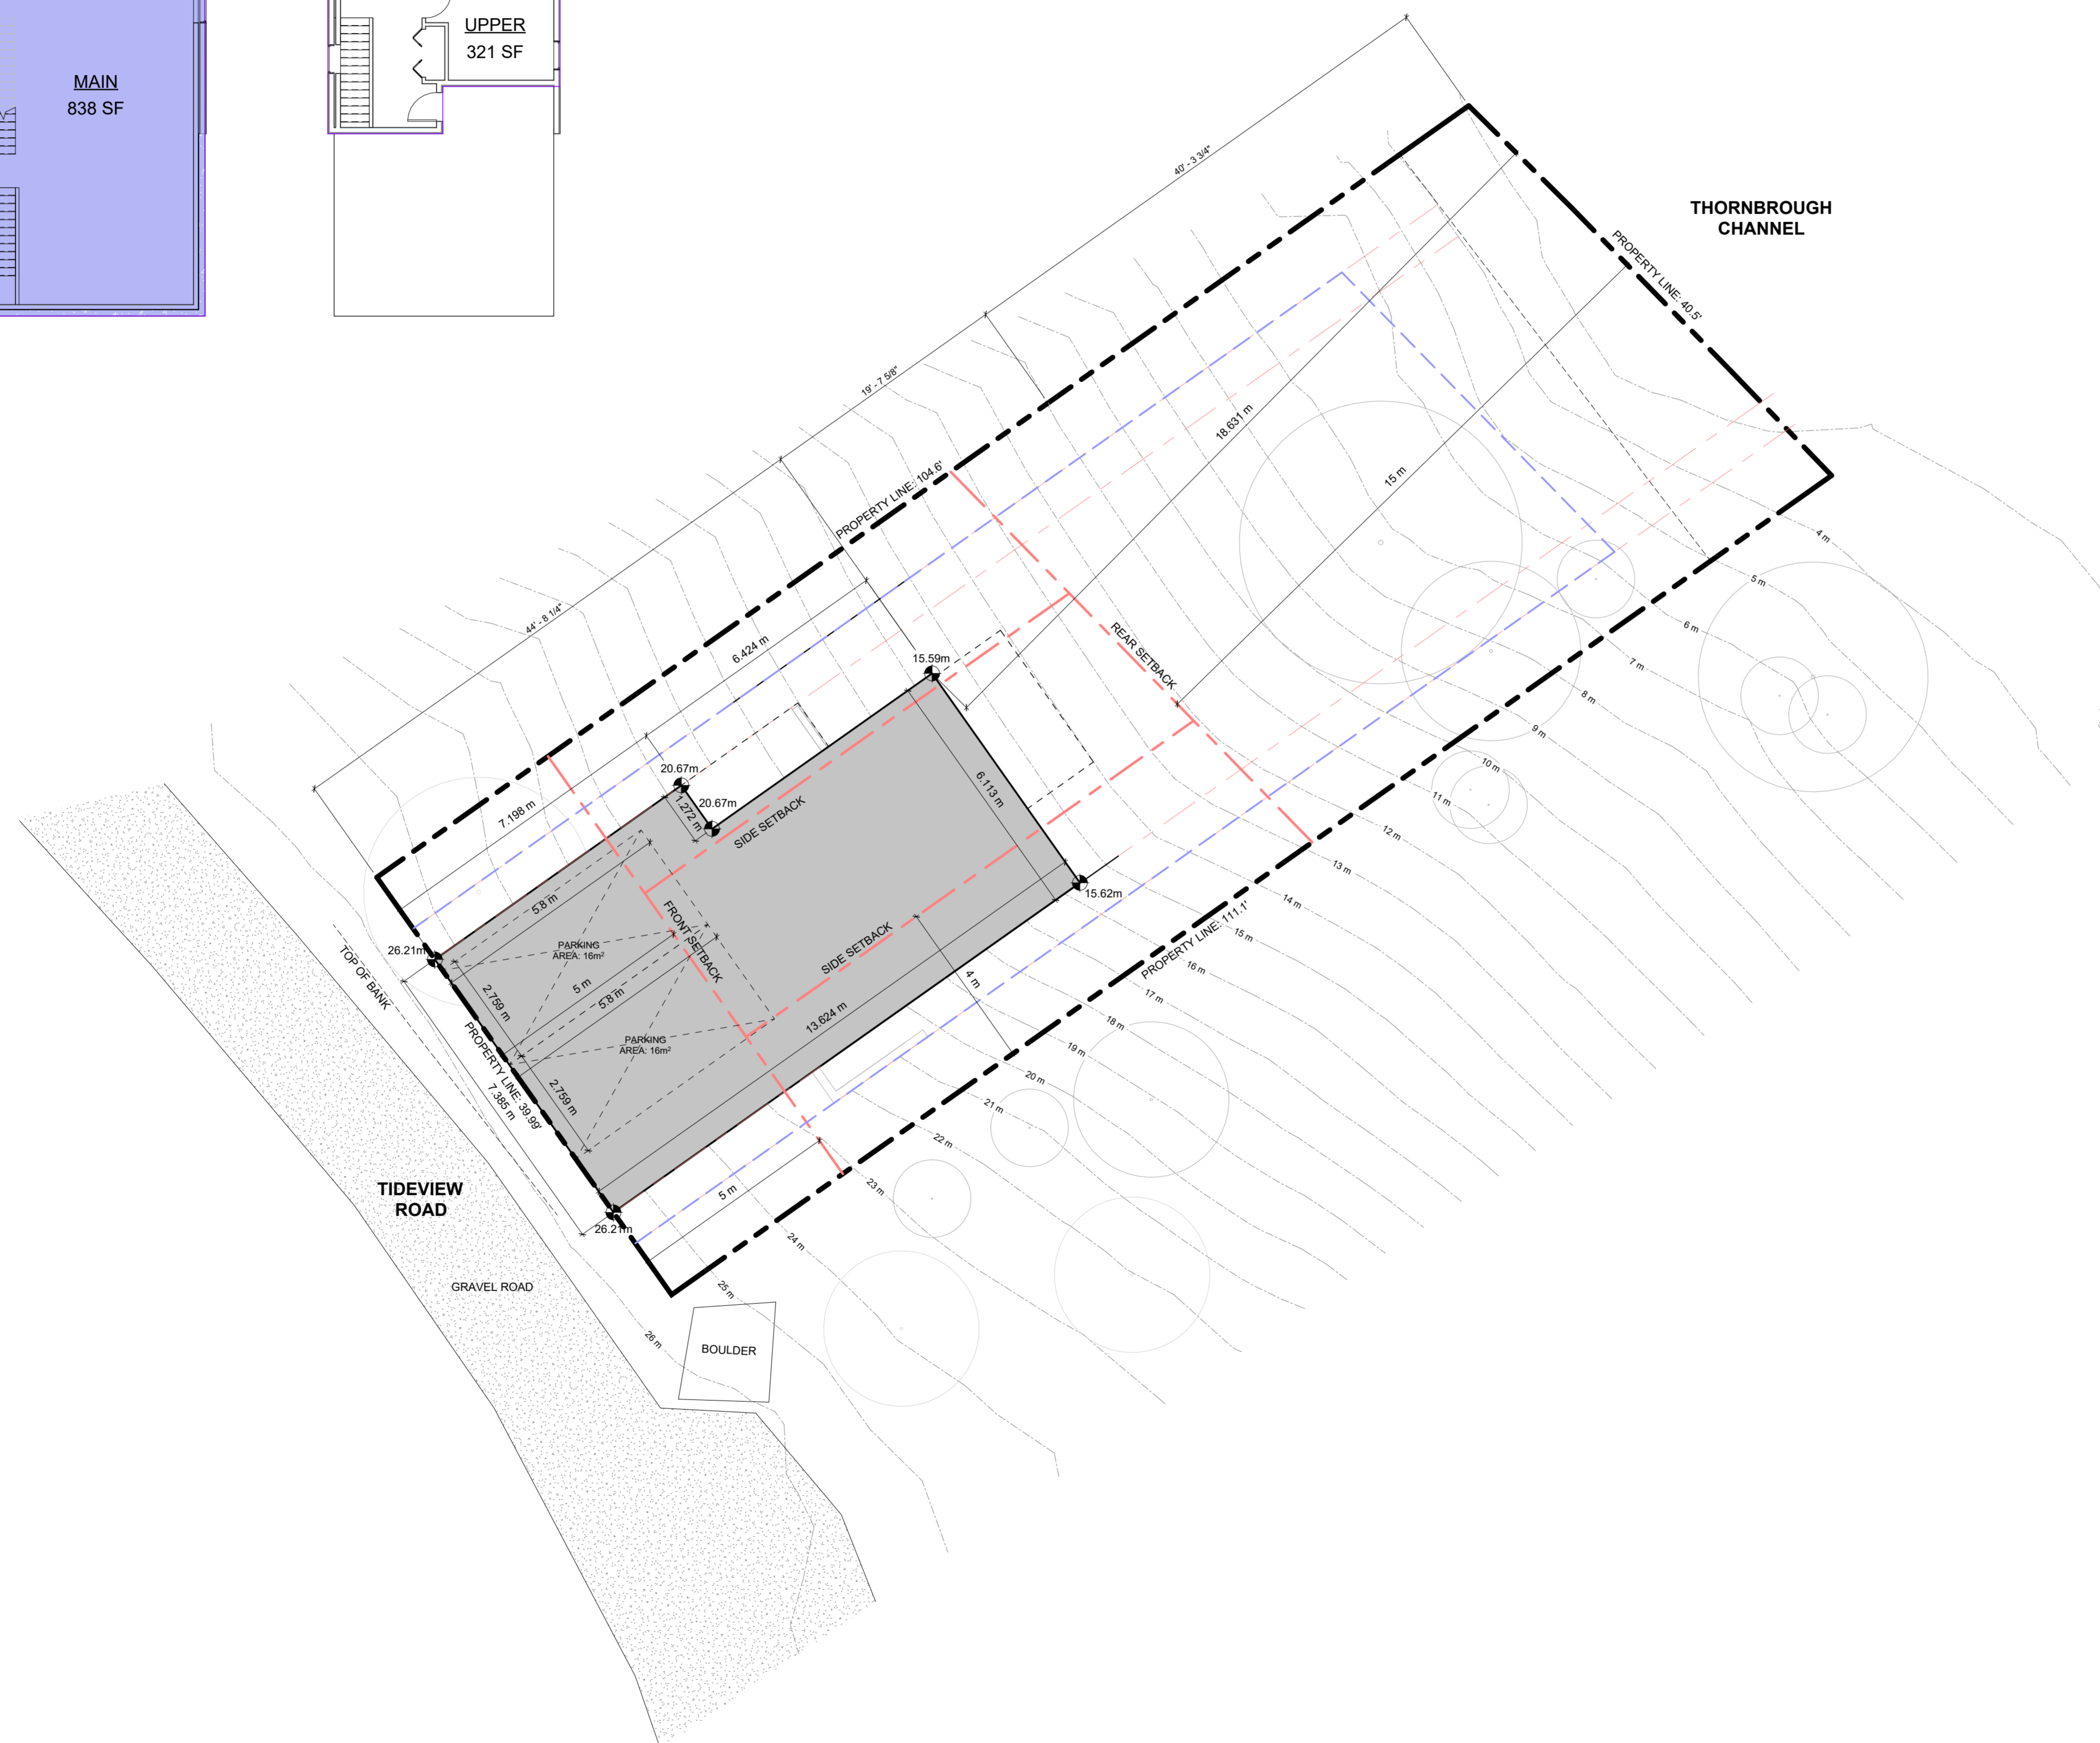 UPPER
321 SF
MAIN
838 SF
40' - 3 3/4"
THORNBROUGH
CHANNEL
PROPERTY LINE: 40.5'
19' - 7 5/8"
18.631 m
15 m
PROPERTY LINE: 104.6'
44' - 8 1/4"
6.424 m
REAR SETBACK
15.59m
20.67m
20.67m
1.272 m
7.198 m
6.113 m
SIDE SETBACK
15.62m
5.8 m
FRONT SETBACK
26.21m
PARKING
AREA: 16m²
SIDE SETBACK
TOP OF BANK
2.759 m
5 m
5.8 m
13.624 m
4 m
PROPERTY LINE: 111.1'
PROPERTY LINE: 39.99'
7.385 m
PARKING
AREA: 16m²
2.759 m
TIDEVIEW
ROAD
26.21m
5 m
GRAVEL ROAD
BOULDER
4 m
5 m
6 m
7 m
8 m
9 m
10 m
11 m
12 m
13 m
14 m
15 m
16 m
17 m
18 m
19 m
20 m
21 m
22 m
23 m
24 m
25 m
26 m